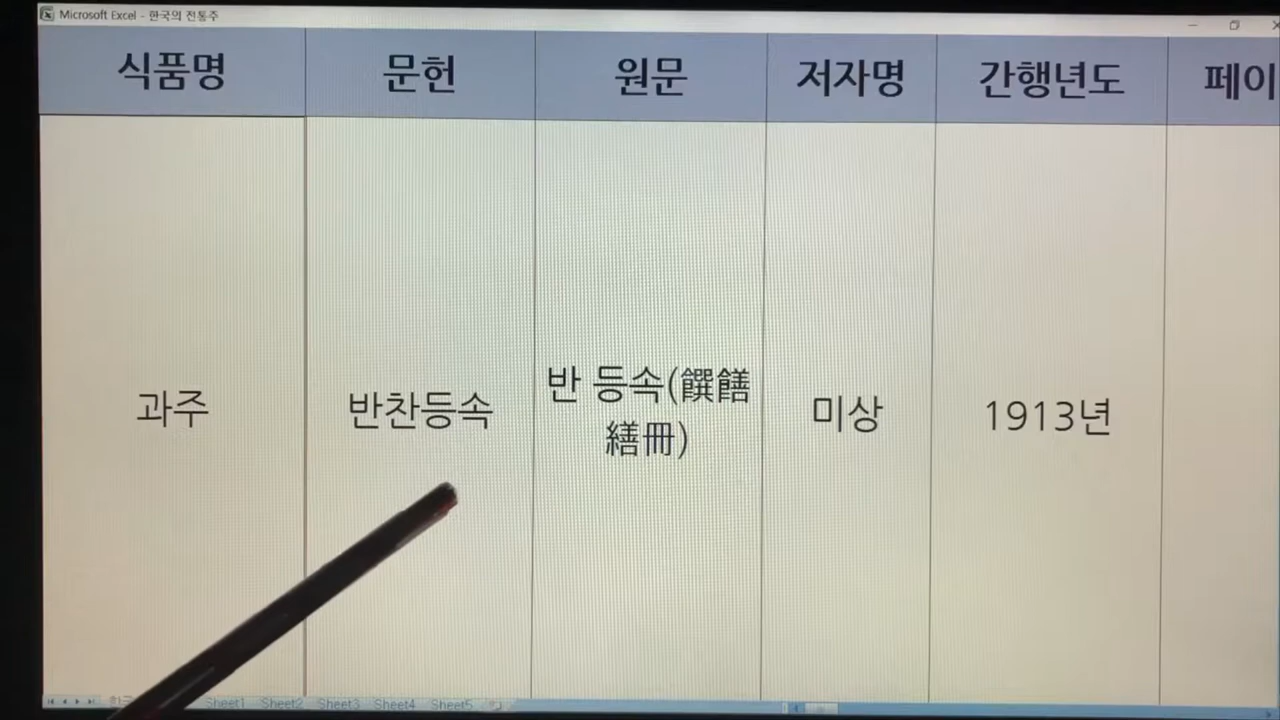 Microsoft Excel - 한국의 전통주
식품명 문헌 원문 저자명 간행년도 페이
과주 반찬등속 반 등속(饌饍
繕冊) 미상 1913년
Sheet1 Sheet2 Sheet3 Sheet4 Sheet5